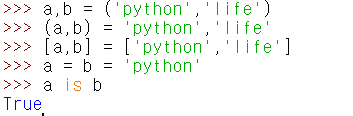 >>> a,b = ('python','life')
>>> (a,b) = 'python','life'
>>> [a,b] = ['python','life']
>>> a = b = 'python'
>>> a is b
True